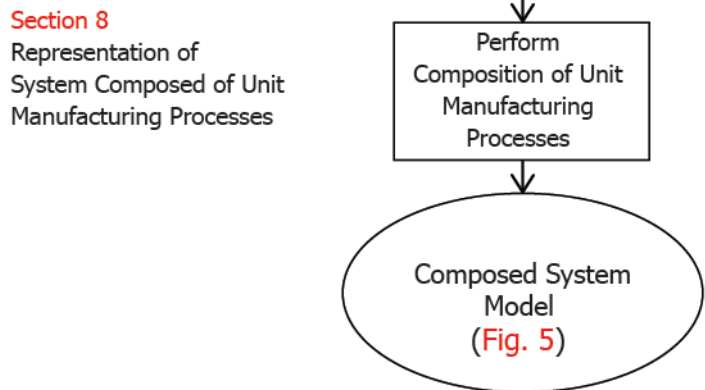 Section 8
Representation of
System Composed of Unit
Manufacturing Processes
Perform
Composition of Unit
Manufacturing
Processes
Composed System
Model
(Fig. 5)